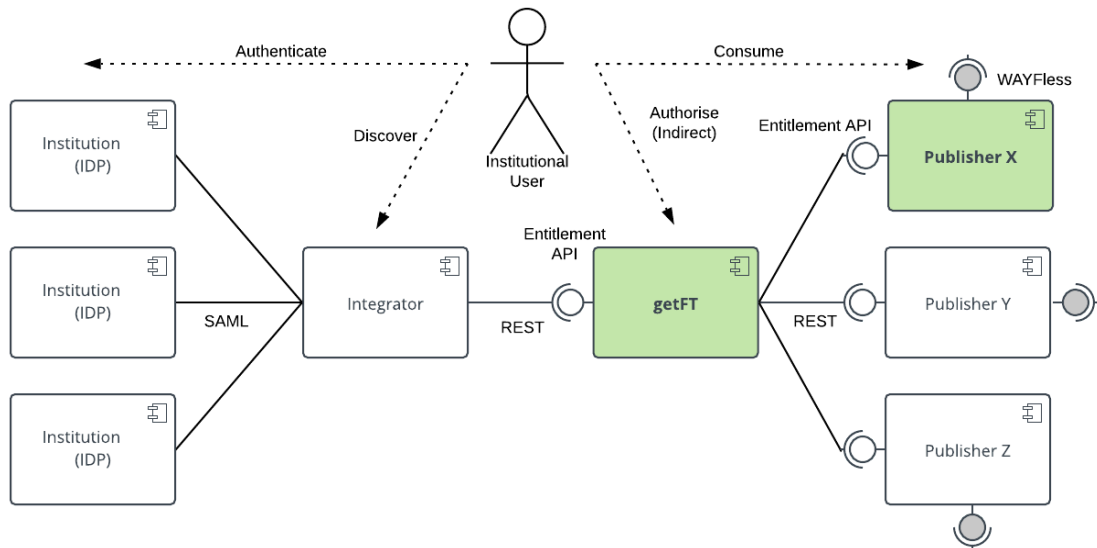 Authenticate
Consume
WAYFless
Discover
Authorise
(Indirect)
Entitlement API
Institutional
User
Institution
(IDP)
Publisher X
Entitlement
API
Institution
(IDP)
SAML
Integrator
REST
getFT
REST
Publisher Y
Institution
(IDP)
Publisher Z